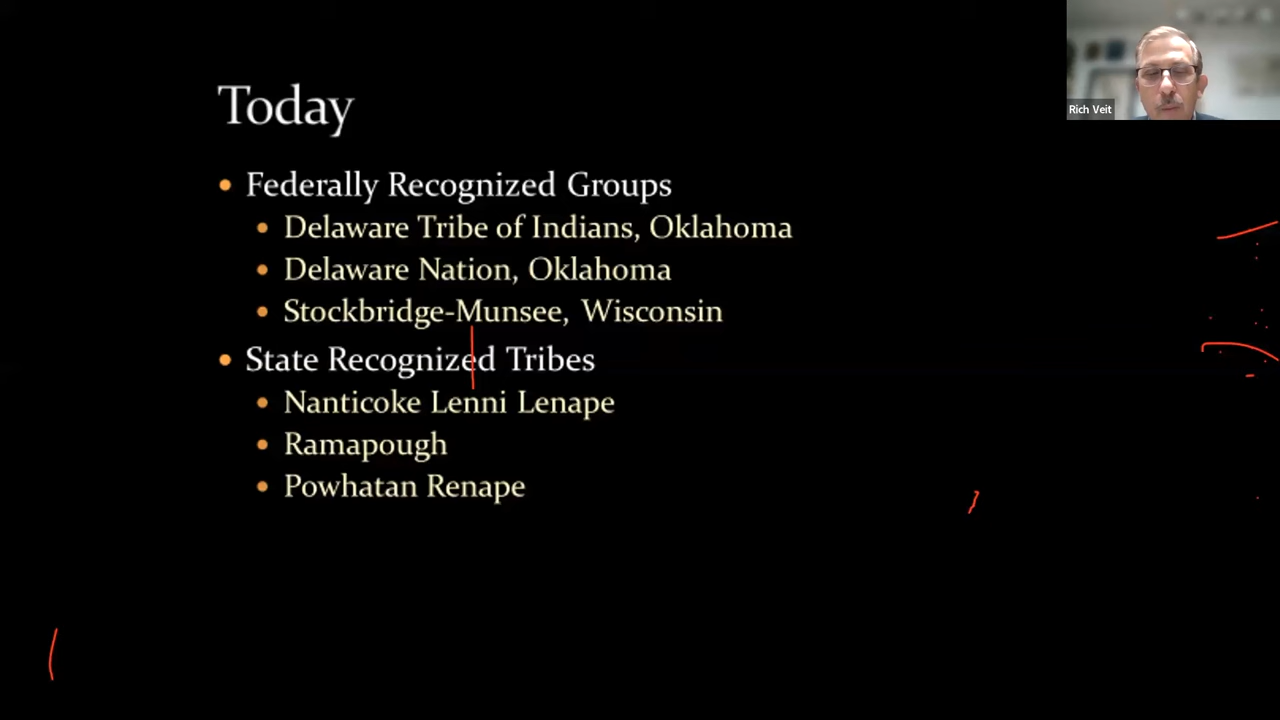 Today
Federally Recognized Groups
Delaware Tribe of Indians, Oklahoma
Delaware Nation, Oklahoma
Stockbridge-Munsee, Wisconsin
State Recognized Tribes
Nanticoke Lenni Lenape
Ramapough
Powhatan Renape
Rich Veit